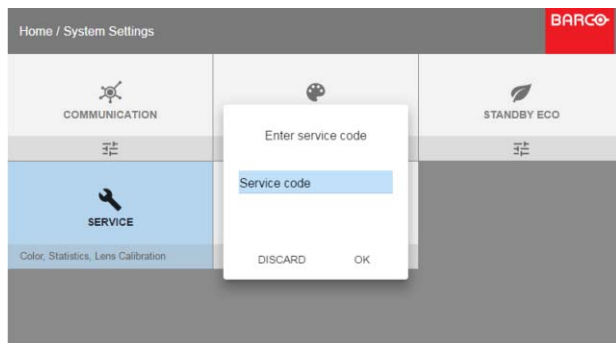 Home / System Settings
BARCO
COMMUNICATION
STANDBY ECO
Enter service code
Service code
SERVICE
Color, Statistics, Lens Calibration
DISCARD
OK